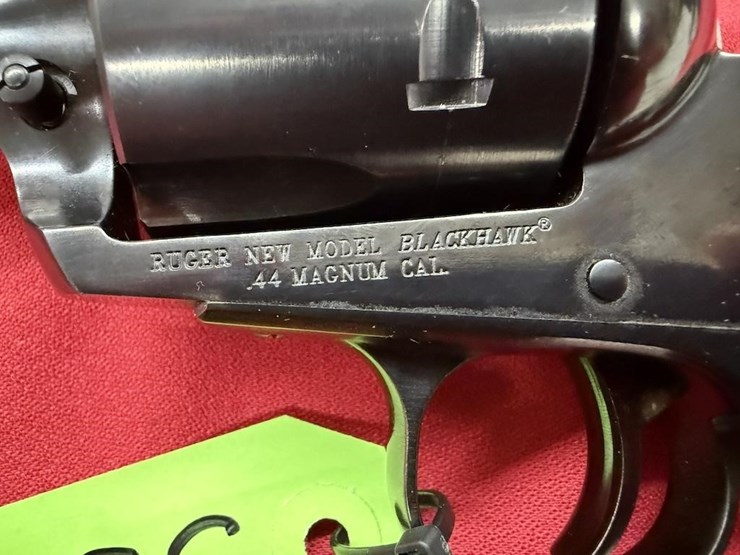 RUGER NEW MODEL BLACKHAWK®
.44 MAGNUM CAL.